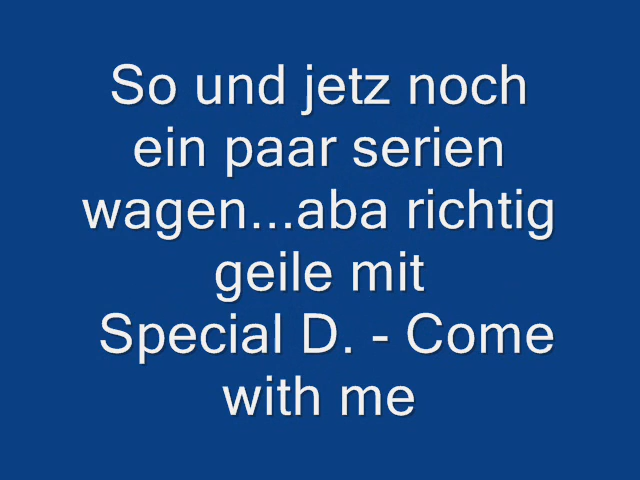 So und jetz noch
ein paar serien
wagen...aba richtig
geile mit
Special D. - Come
with me